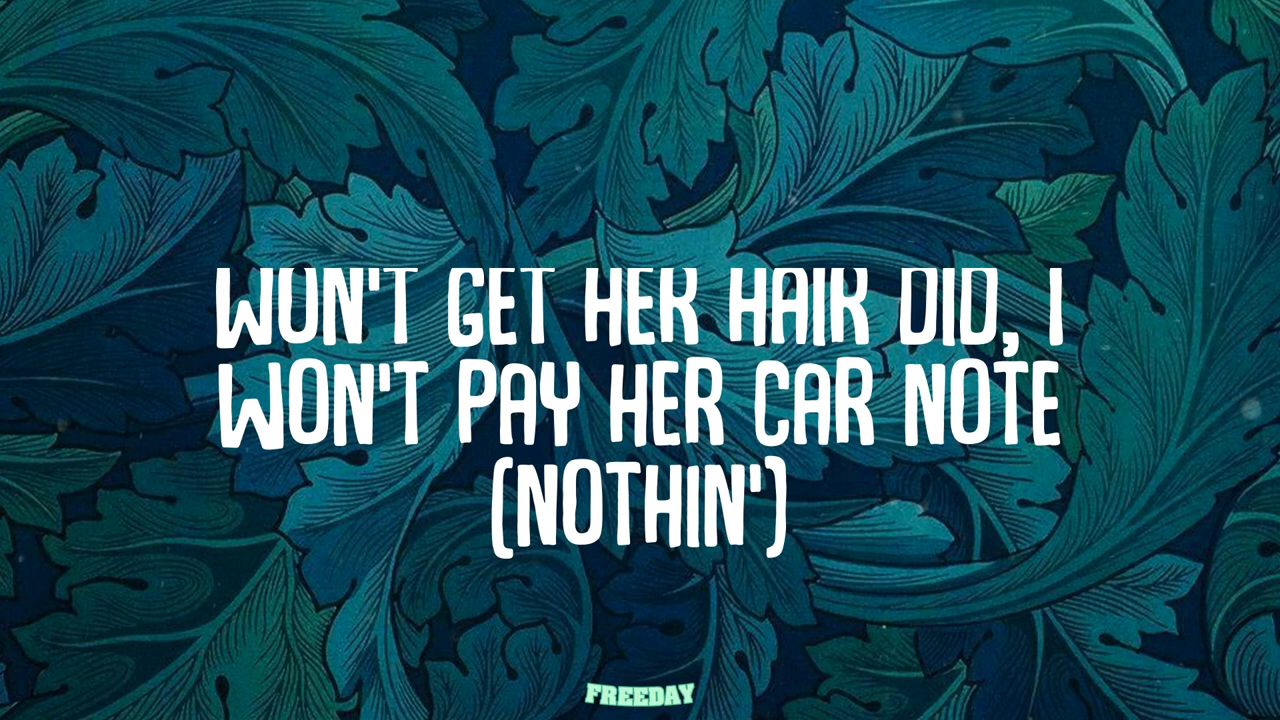 WON'T GET HER HAIR DID, I
WON'T PAY HER CAR NOTE
(NOTHIN')
FREEDAY